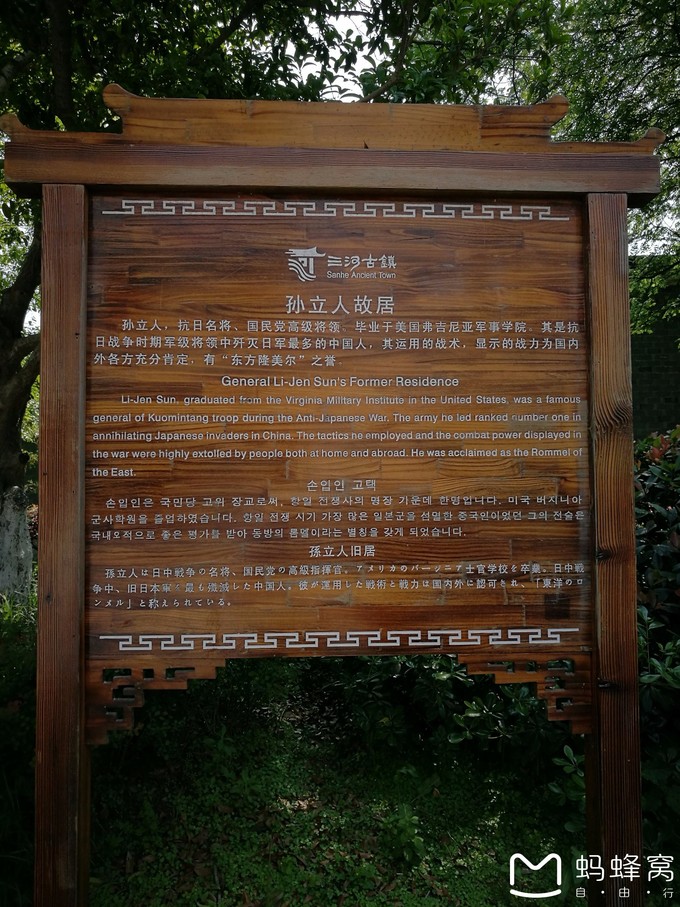 三河古鎮
Sanhe Ancient Town
孙立人故居
孙立人，抗日名将、国民党高级将领。毕业于美国弗吉尼亚军事学院。其是抗
日战争时期军级将领中歼灭日军最多的中国人，其运用的战术，显示的战力为国内
外各方充分肯定，有“东方隆美尔”之誉。
General Li-Jen Sun's Former Residence
Li-Jen Sun, graduated from the Virginia Military Institute in the United States, was a famous
general of Kuomintang troop during the Anti-Japanese War. The army he led ranked number one in
annihilating Japanese invaders in China. The tactics he employed and the combat power displayed in
the war were highly extolled by people both at home and abroad. He was acclaimed as the Rommel of
the East.
손입인 고택
손입인은 국민당 고위 장교로써, 항일 전쟁사의 명장 가운데 한명입니다. 미국 버지니아
군사학원을 졸업하였습니다. 항일 전쟁 시기 가장 많은 일본군을 섬멸한 중국인이었던 그의 전술은
국내외적으로 좋은 평가를 받아 동방의 롬멜이라는 별칭을 갖게 되었습니다.
孫立人旧居
孫立人は日中戦争の名将、国民党の高級指揮官。アメリカのバージニア士官学校を卒業。日中戦
争中、旧日本軍を最も殲滅した中国人。彼が運用した戦術と戦力は国内外に認可され、「東洋のロ
ンメル」と称えられている。
蚂蜂窝
自·由·行